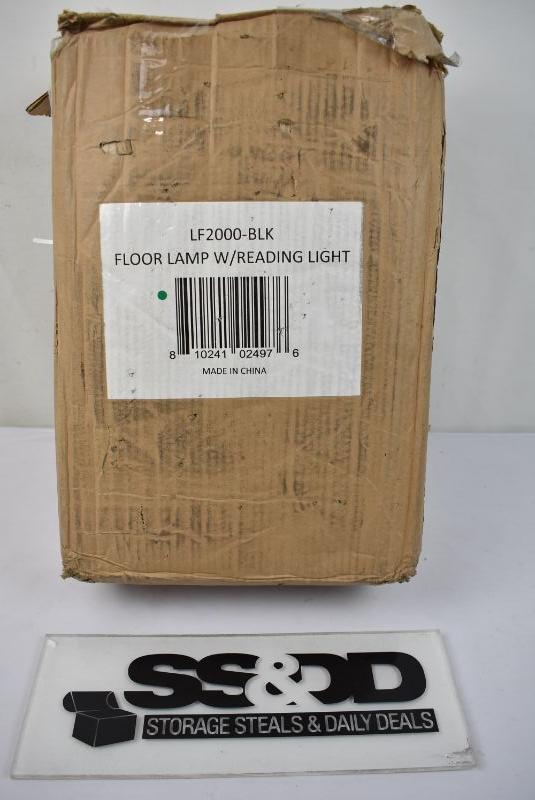 LF2000-BLK
FLOOR LAMP W/READING LIGHT
8 10241 02497 6
MADE IN CHINA
SS&DD
STORAGE STEALS & DAILY DEALS